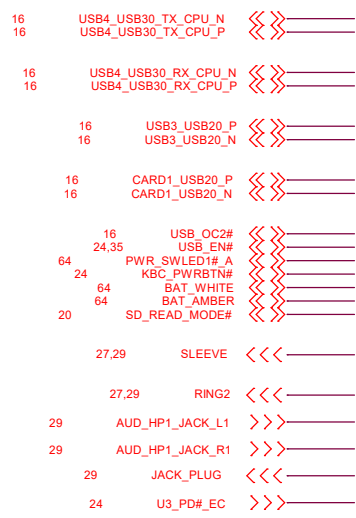 16 USB4_USB30_TX_CPU_N
16 USB4_USB30_TX_CPU_P
16 USB4_USB30_RX_CPU_N
16 USB4_USB30_RX_CPU_P
16 USB3_USB20_P
16 USB3_USB20_N
16 CARD1_USB20_P
16 CARD1_USB20_N
16 USB_OC2#
24,35 USB_EN#
64 PWR_SWLED1#_A
24 KBC_PWRBTN#
64 BAT_WHITE
64 BAT_AMBER
20 SD_READ_MODE#
27,29 SLEEVE
27,29 RING2
29 AUD_HP1_JACK_L1
29 AUD_HP1_JACK_R1
29 JACK_PLUG
24 U3_PD#_EC